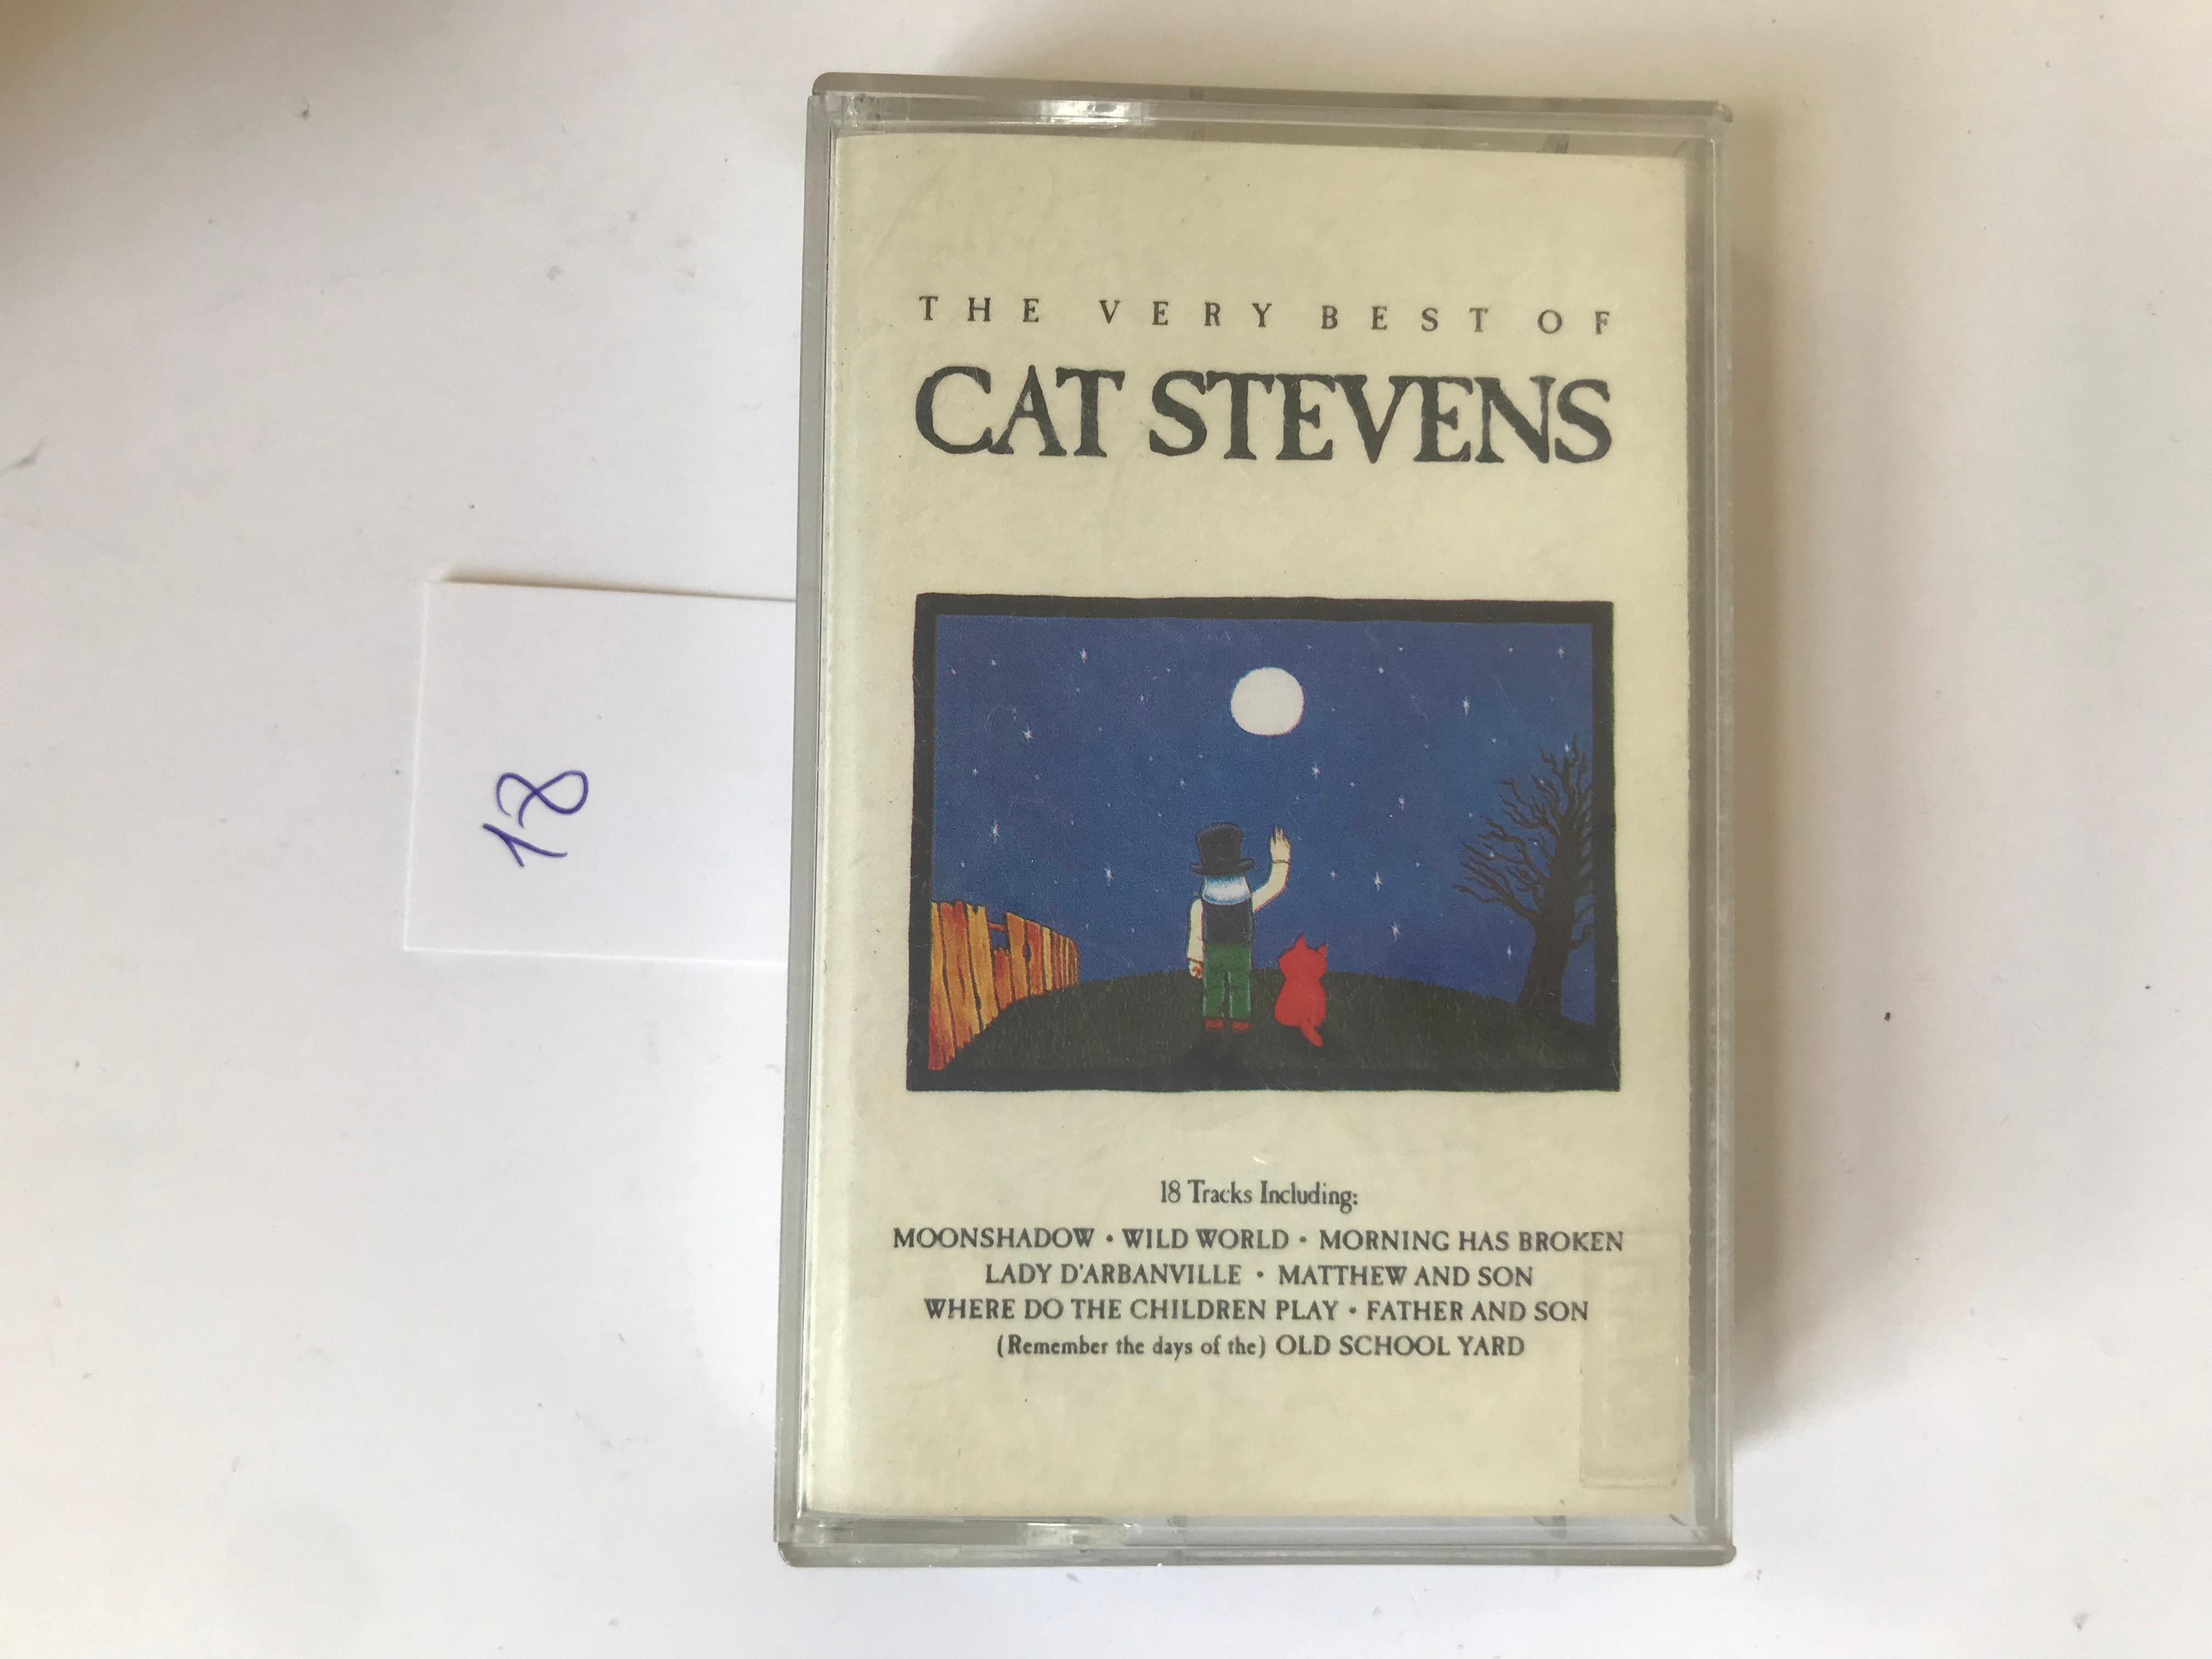 THE VERY BEST OF
CAT STEVENS
18
18 Tracks Including:
MOONSHADOW • WILD WORLD • MORNING HAS BROKEN
LADY D'ARBANVILLE • MATTHEW AND SON
WHERE DO THE CHILDREN PLAY • FATHER AND SON
(Remember the days of the) OLD SCHOOL YARD